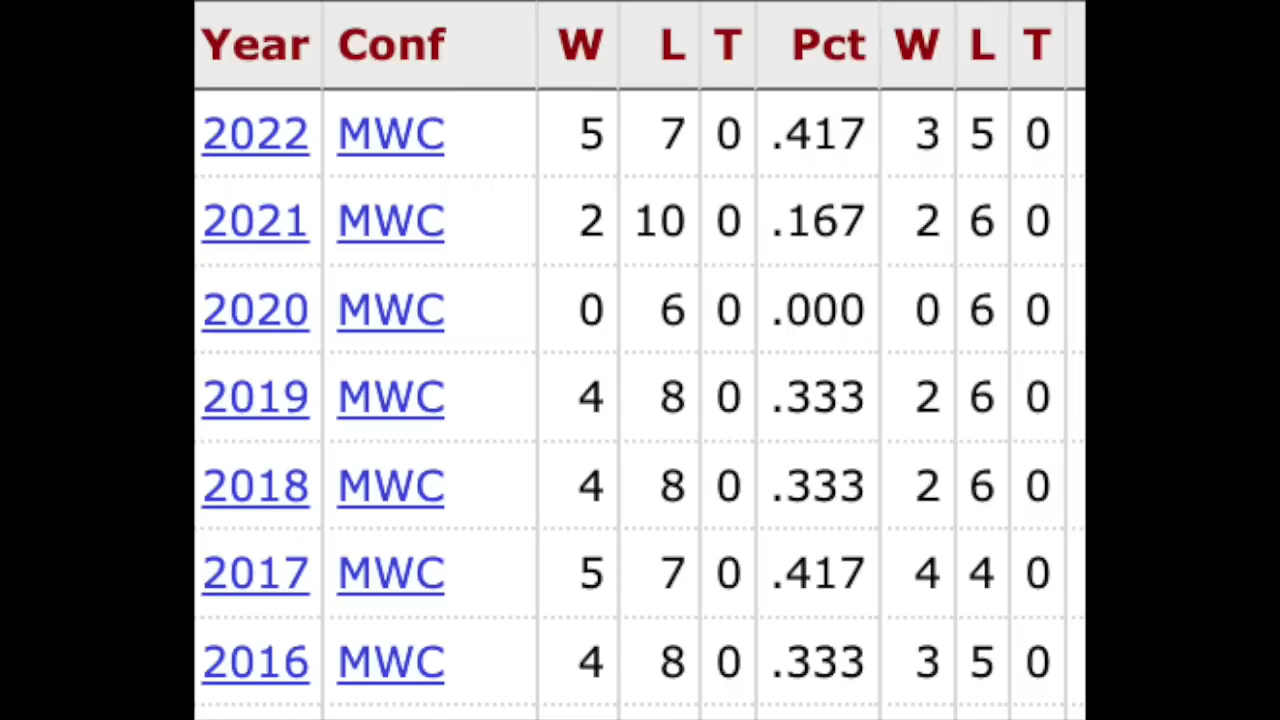 Year Conf W L T Pct W L T
2022 MWC 5 7 0 .417 3 5 0
2021 MWC 2 10 0 .167 2 6 0
2020 MWC 0 6 0 .000 0 6 0
2019 MWC 4 8 0 .333 2 6 0
2018 MWC 4 8 0 .333 2 6 0
2017 MWC 5 7 0 .417 4 4 0
2016 MWC 4 8 0 .333 3 5 0